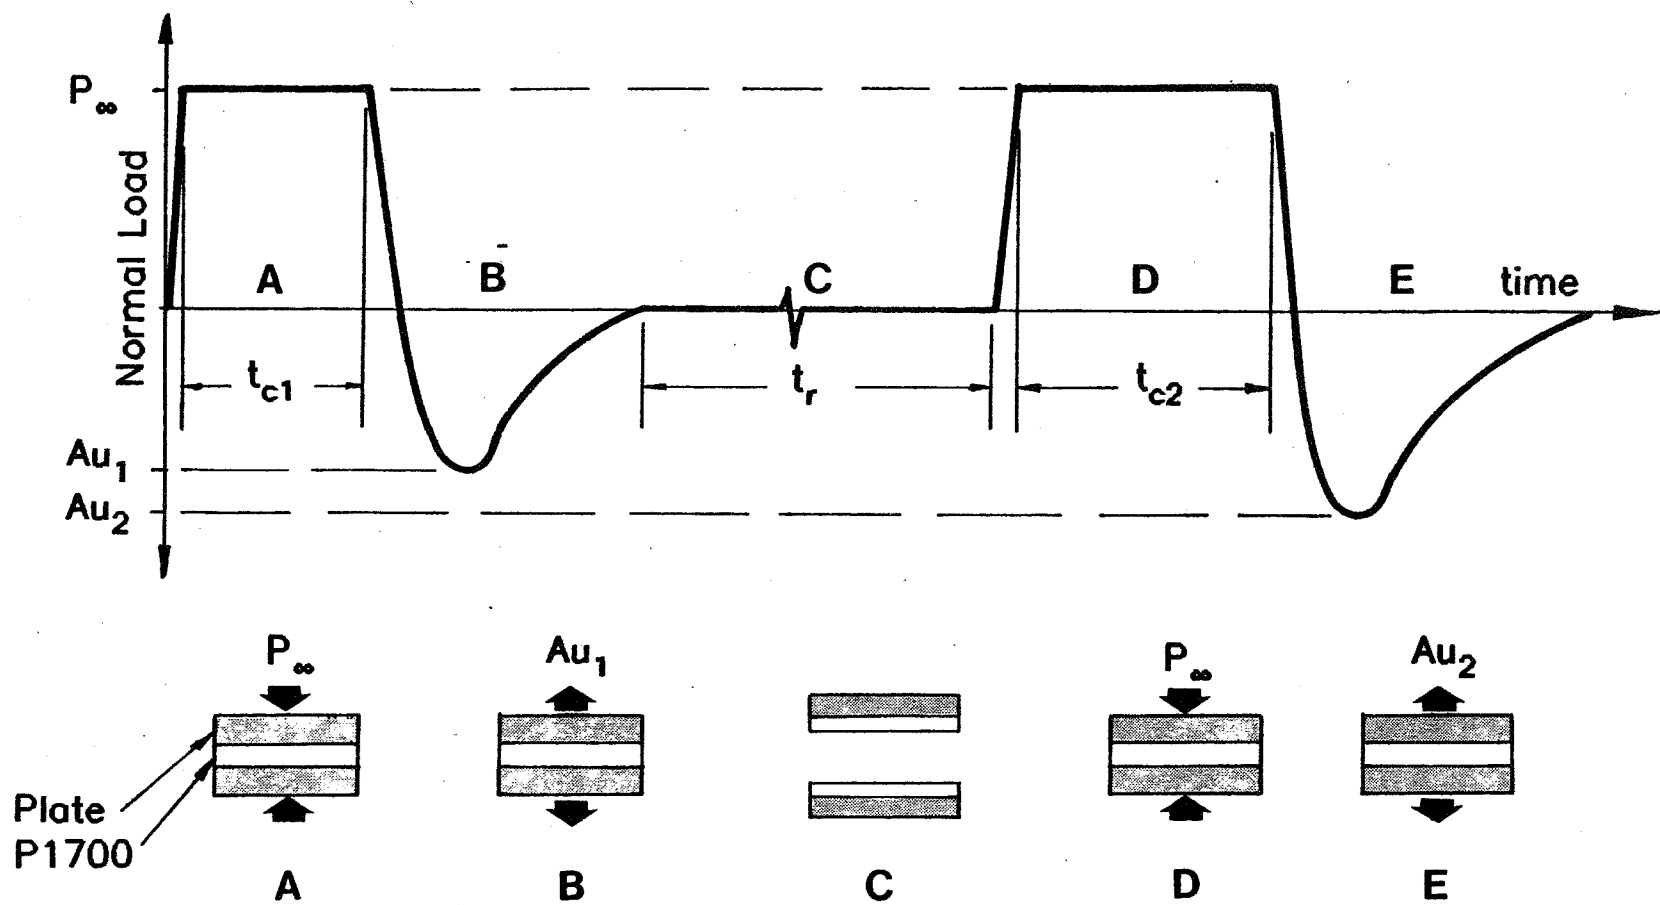 P∞
Normal Load
A
B
C
D
E
time
tc1
tr
tc2
Au1
Au2
P∞
Au1
P∞
Au2
Plate
P1700
A
B
C
D
E